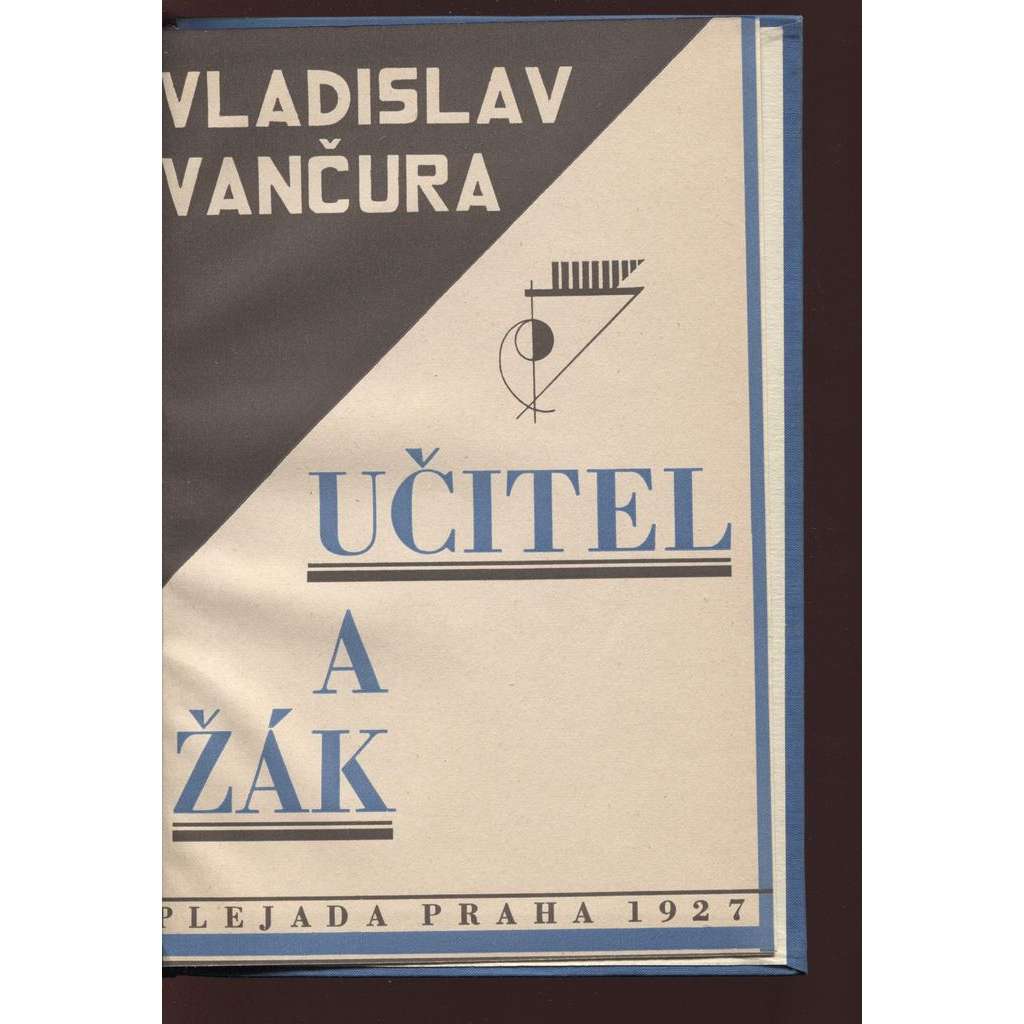 VLADISLAV
VANČURA
UČITEL
A
ŽÁK
PLEJADA PRAHA 1927